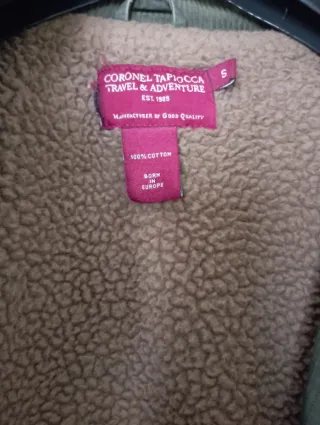 CORONEL TAPIOCCA
TRAVEL & ADVENTURE
EST. 1989
MANUFACTURER OF GOOD QUALITY
S
100% COTTON
BORN
IN
EUROPE